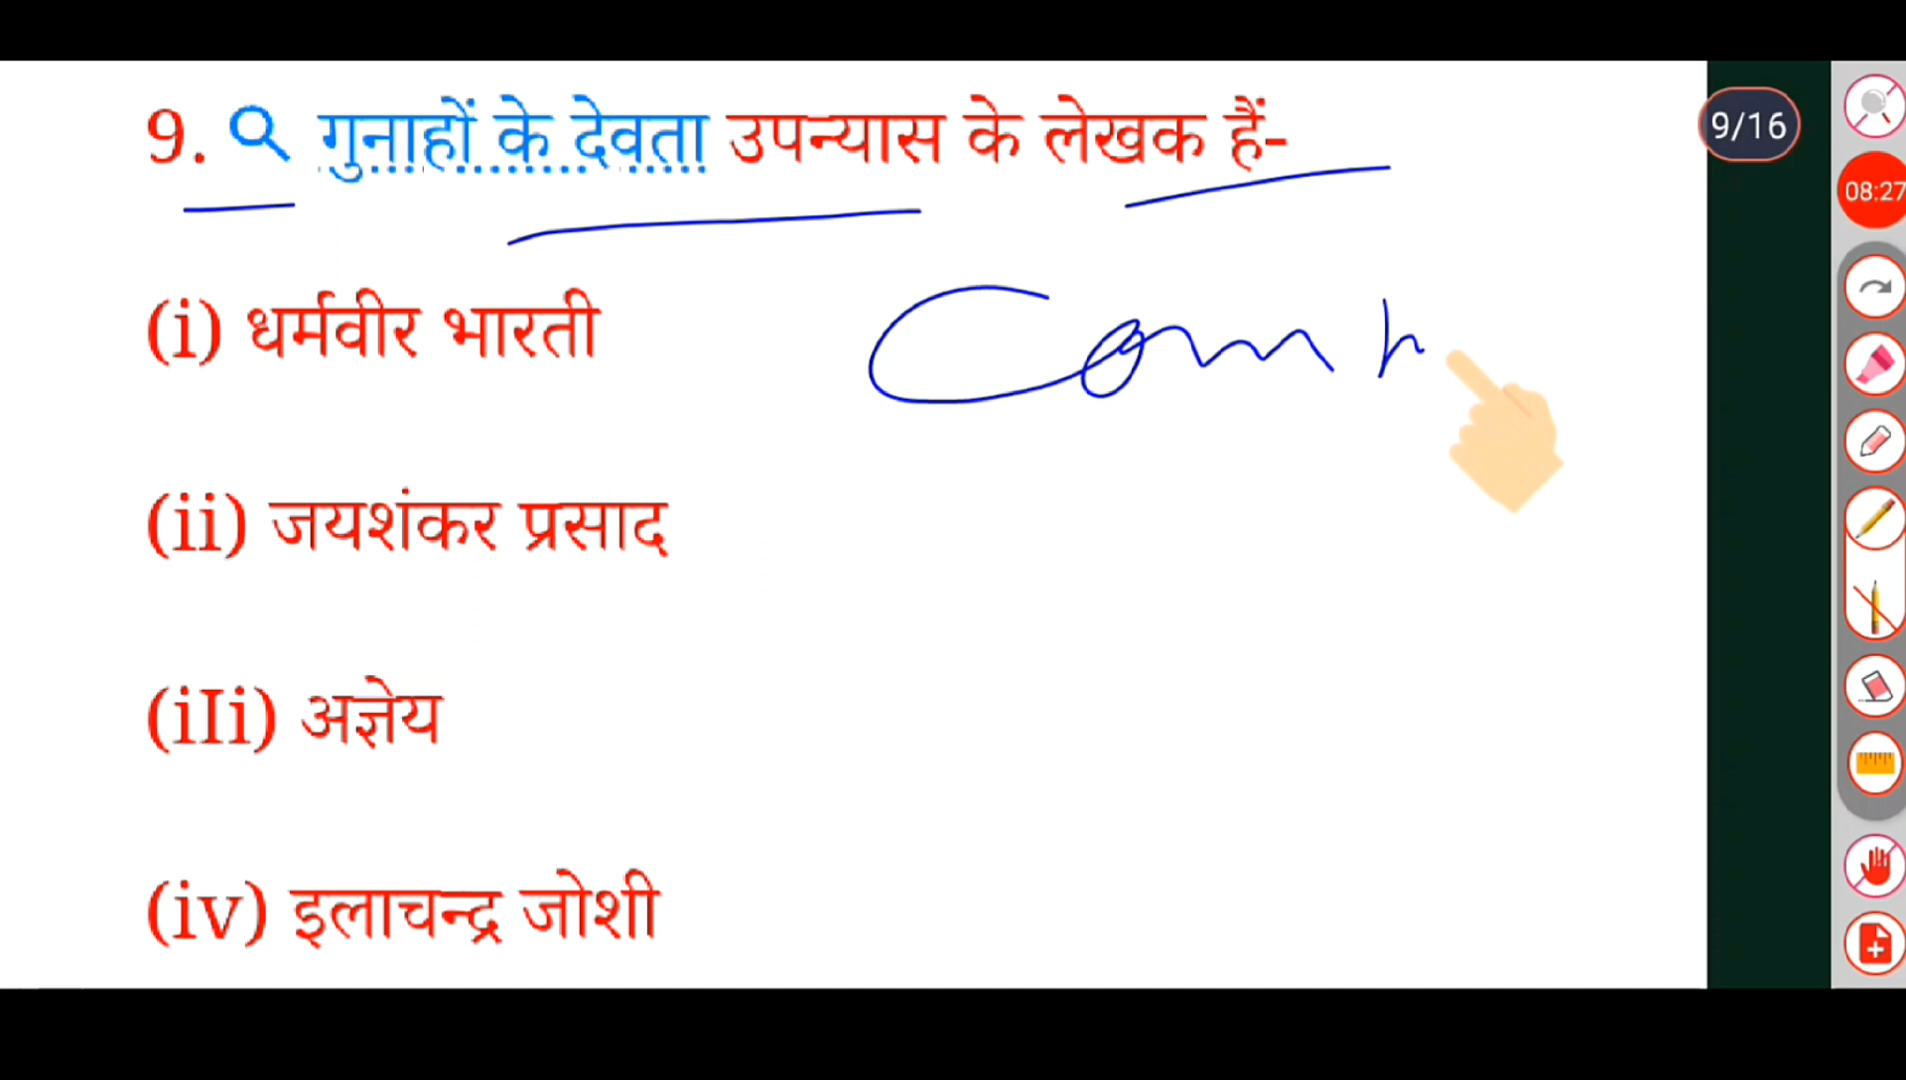 9. गुनाहों के देवता उपन्यास के लेखक हैं-
9/16
08:27
(i) धर्मवीर भारती
Com
(ii) जयशंकर प्रसाद
(iIi) अज्ञेय
(iv) इलाचन्द्र जोशी